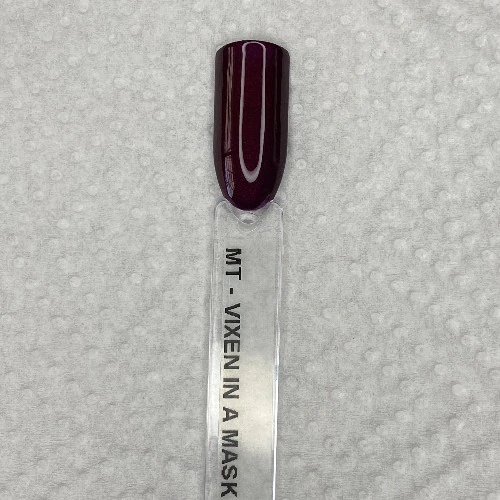 MT - VIXEN IN A MASK